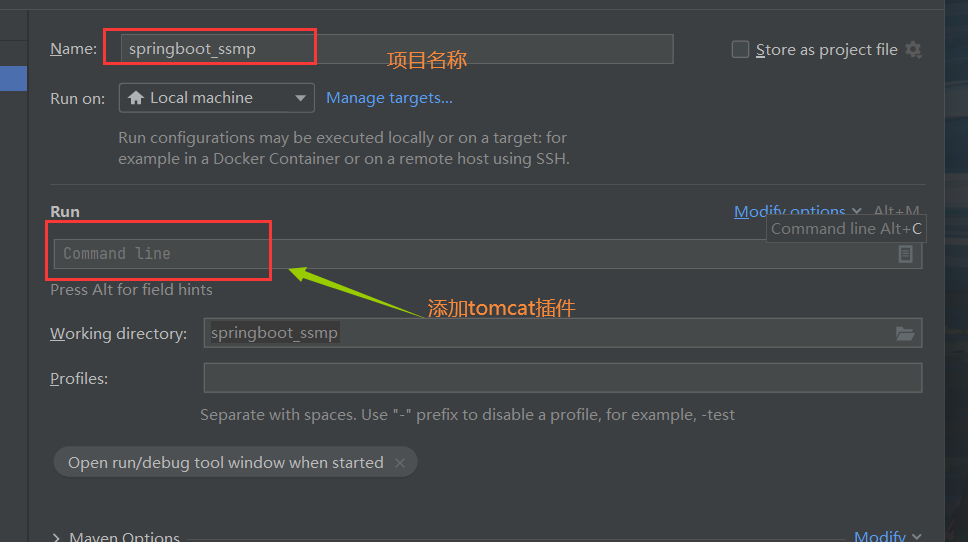 Name:
springboot_ssmp
项目名称
Store as project file
Run on:
Local machine
Manage targets...
Run configurations may be executed locally or on a target: for
example in a Docker Container or on a remote host using SSH.
Run
Modify options
Alt+M
Command line Alt+C
Command line
Press Alt for field hints
添加tomcat插件
Working directory:
springboot_ssmp
Profiles:
Separate with spaces. Use "-" prefix to disable a profile, for example, -test
Open run/debug tool window when started
Maven Options
Modify